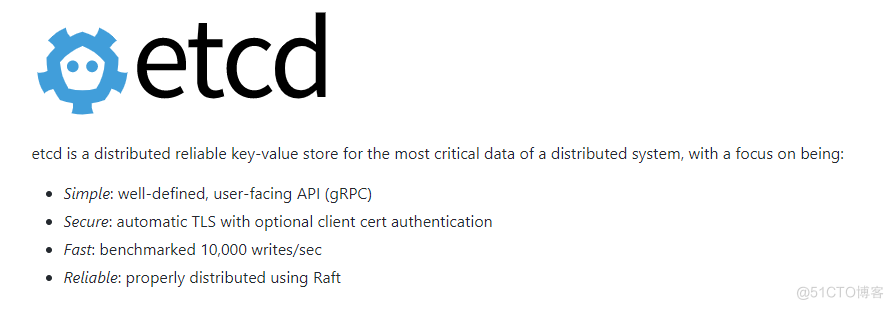 etcd
etcd is a distributed reliable key-value store for the most critical data of a distributed system, with a focus on being:
• Simple: well-defined, user-facing API (gRPC)
• Secure: automatic TLS with optional client cert authentication
• Fast: benchmarked 10,000 writes/sec
• Reliable: properly distributed using Raft
@51CTO博客